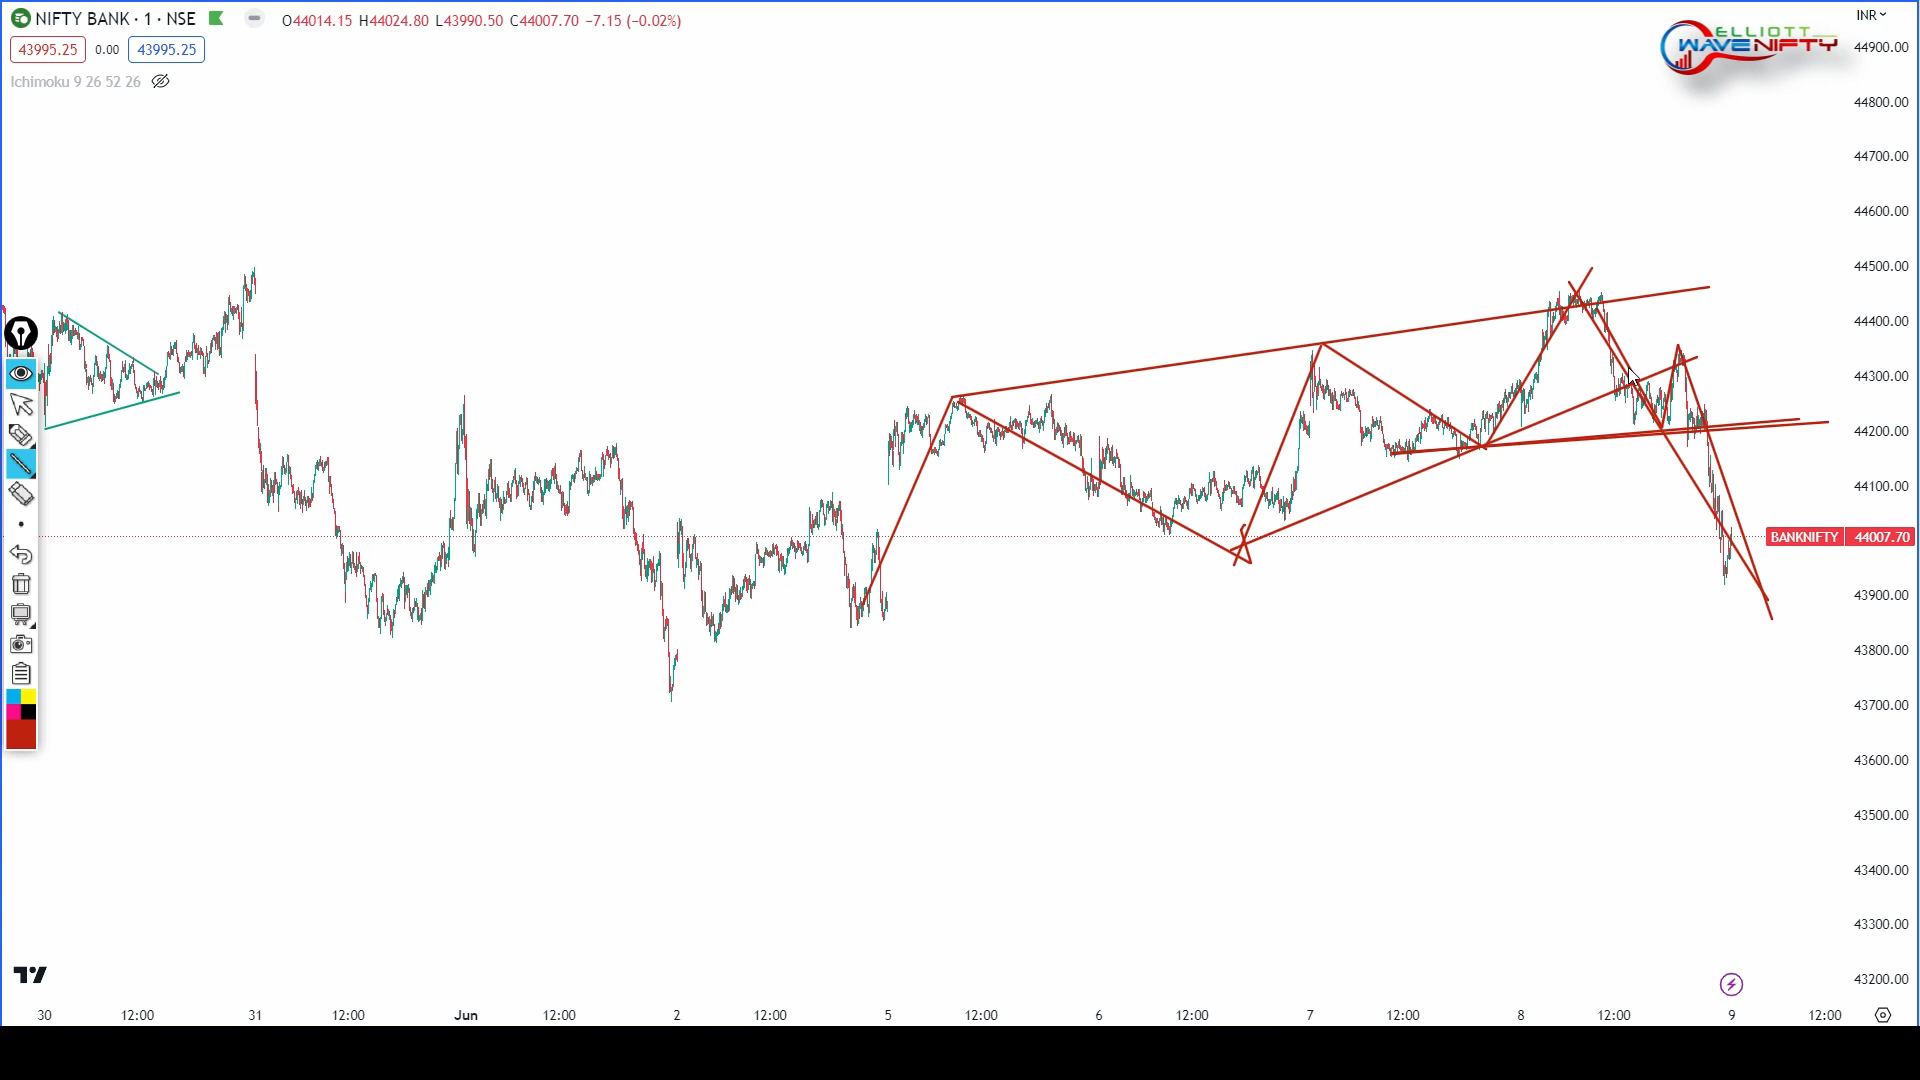 NIFTY BANK · 1 · NSE O44014.15 H44024.80 L43990.50 C44007.70 −7.15 (−0.02%)
43995.25 0.00 43995.25
Ichimoku 9 26 52 26
ELLIOTT
WAVENIFTY
INR
44900.00
44800.00
44700.00
44600.00
44500.00
44400.00
44300.00
44200.00
44100.00
BANKNIFTY 44007.70
43900.00
43800.00
43700.00
43600.00
43500.00
43400.00
43300.00
43200.00
30 12:00 31 12:00 Jun 12:00 2 12:00 5 12:00 6 12:00 7 12:00 8 12:00 9 12:00